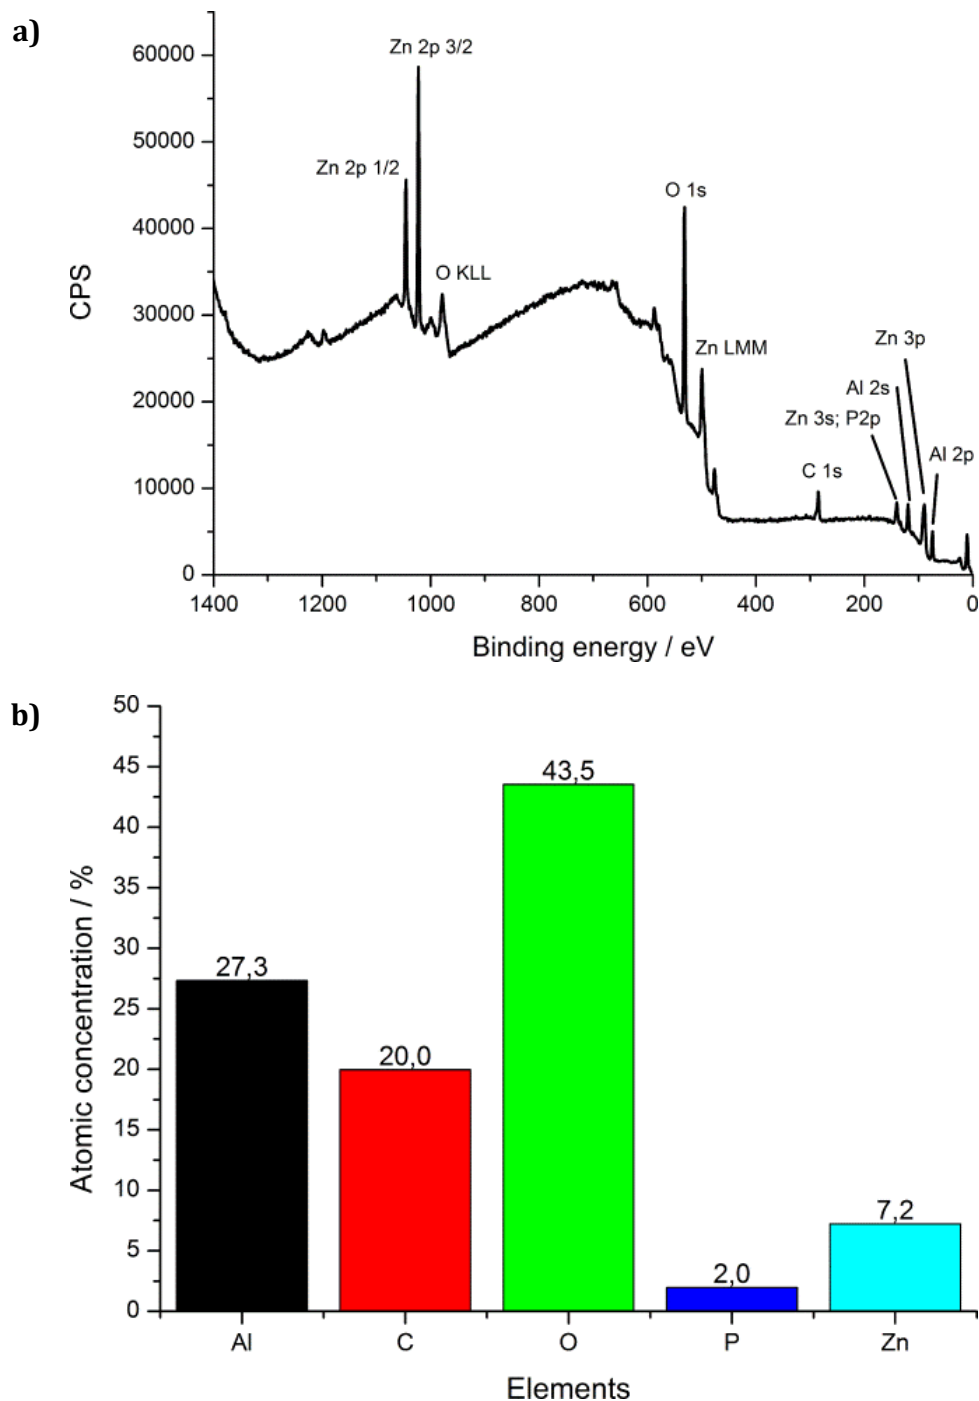 a)
60000
50000
40000
30000
20000
10000
0
CPS
Zn 2p 3/2
Zn 2p 1/2
O KLL
O 1s
Zn LMM
Zn 3p
Al 2s
Zn 3s; P2p
Al 2p
C 1s
1400 1200 1000 800 600 400 200 0
Binding energy / eV
b)
50
45
40
35
30
25
20
15
10
5
0
Atomic concentration / %
27,3
20,0
43,5
2,0
7,2
Al C O P Zn
Elements